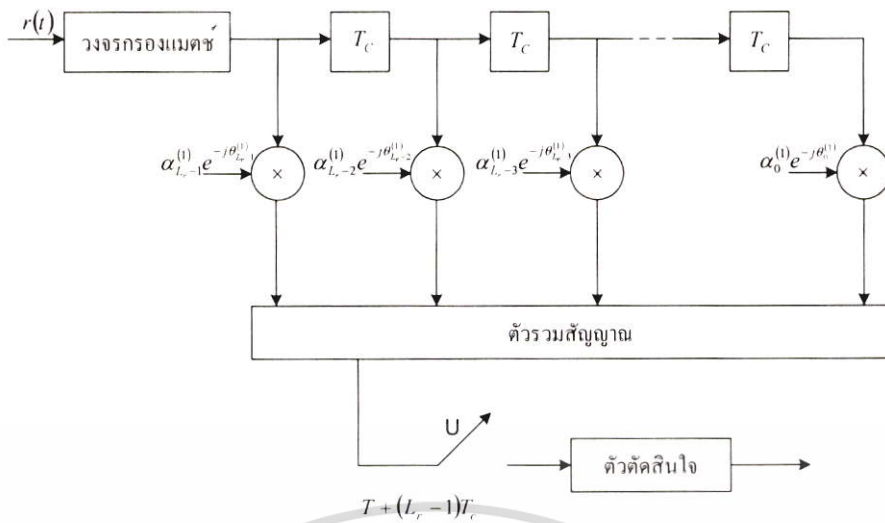 r(t)
วงจรกรองแมตช์
T_C
T_C
T_C
α_{L_r-1}^{(1)} e^{-jθ_{L_r-1}^{(1)}}
×
α_{L_r-2}^{(1)} e^{-jθ_{L_r-2}^{(1)}}
×
α_{L_r-3}^{(1)}
×
α_0^{(1)} e^{-jθ_0^{(1)}}
×
ตัวรวมสัญญาณ
U
ตัวตัดสินใจ
T + (L_r - 1)T_c